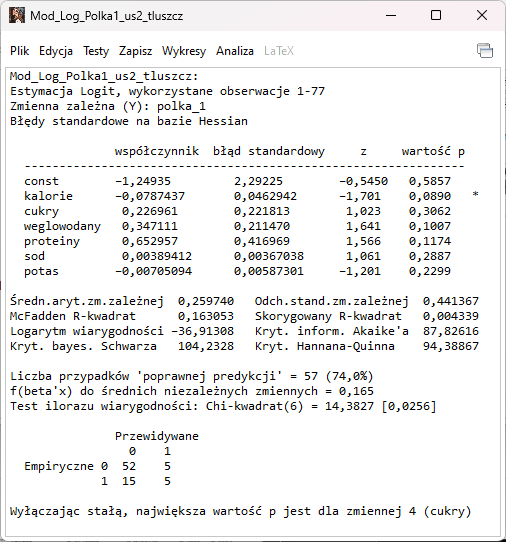 Mod_Log_Polka1_us2_tluszcz
Plik Edycja Testy Zapisz Wykresy Analiza LaTeX
Mod_Log_Polka1_us2_tluszcz:
Estymacja Logit, wykorzystane obserwacje 1-77
Zmienna zależna (Y): polka_1
Błędy standardowe na bazie Hessian
współczynnik błąd standardowy z wartość p
----------------------------------------------------------------
const −1,24935 2,29225 −0,5450 0,5857
kalorie −0,0787437 0,0462942 −1,701 0,0890 *
cukry 0,226961 0,221813 1,023 0,3062
weglowodany 0,347111 0,211470 1,641 0,1007
proteiny 0,652957 0,416969 1,566 0,1174
sod 0,00389412 0,00367038 1,061 0,2887
potas −0,00705094 0,00587301 −1,201 0,2299
Średn.aryt.zm.zależnej 0,259740 Odch.stand.zm.zależnej 0,441367
McFadden R-kwadrat 0,163053 Skorygowany R-kwadrat 0,004339
Logarytm wiarygodności −36,91308 Kryt. inform. Akaike'a 87,82616
Kryt. bayes. Schwarza 104,2328 Kryt. Hannana-Quinna 94,38867
Liczba przypadków 'poprawnej predykcji' = 57 (74,0%)
f(beta'x) do średnich niezależnych zmiennych = 0,165
Test ilorazu wiarygodności: Chi-kwadrat(6) = 14,3827 [0,0256]
Przewidywane
0 1
Empiryczne 0 52 5
1 15 5
Wyłączając stałą, największa wartość p jest dla zmiennej 4 (cukry)